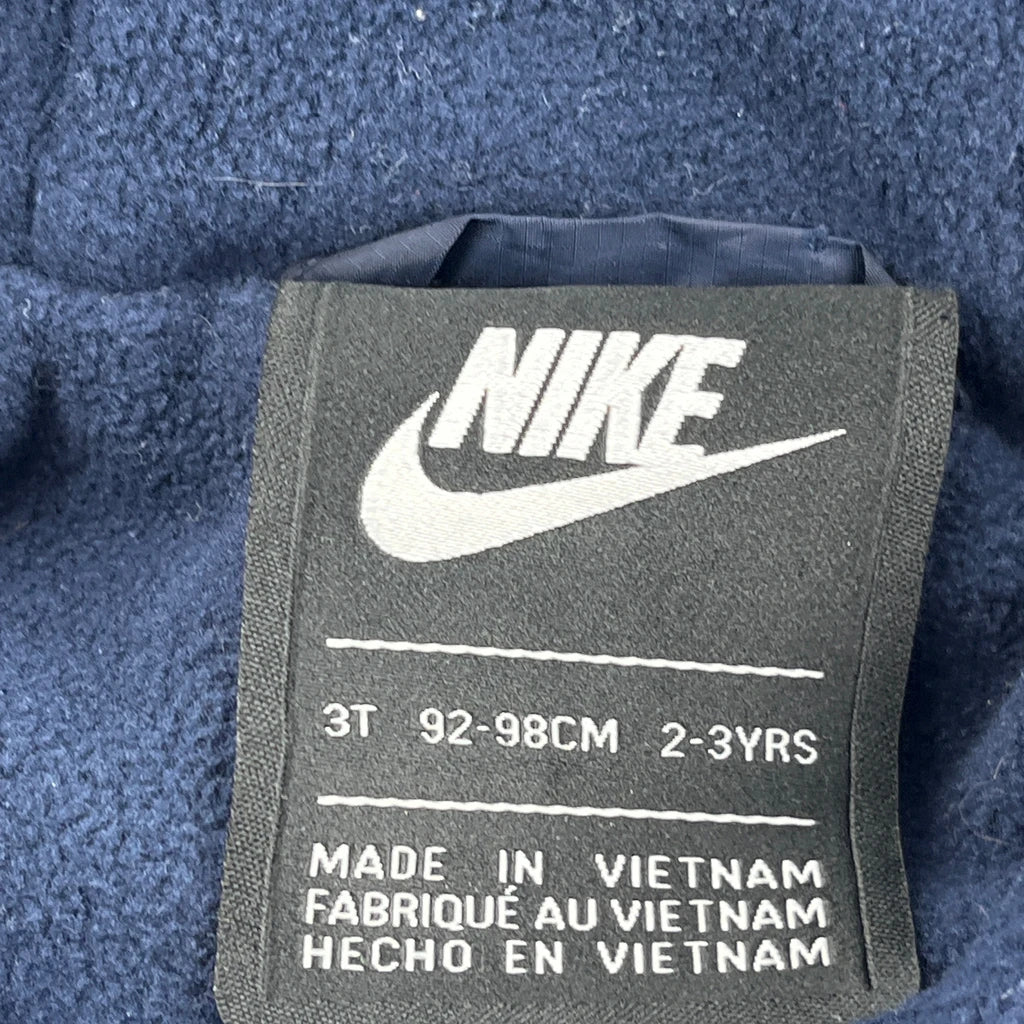 NIKE
3T 92-98CM 2-3YRS
MADE IN VIETNAM
FABRIQUÉ AU VIETNAM
HECHO EN VIETNAM